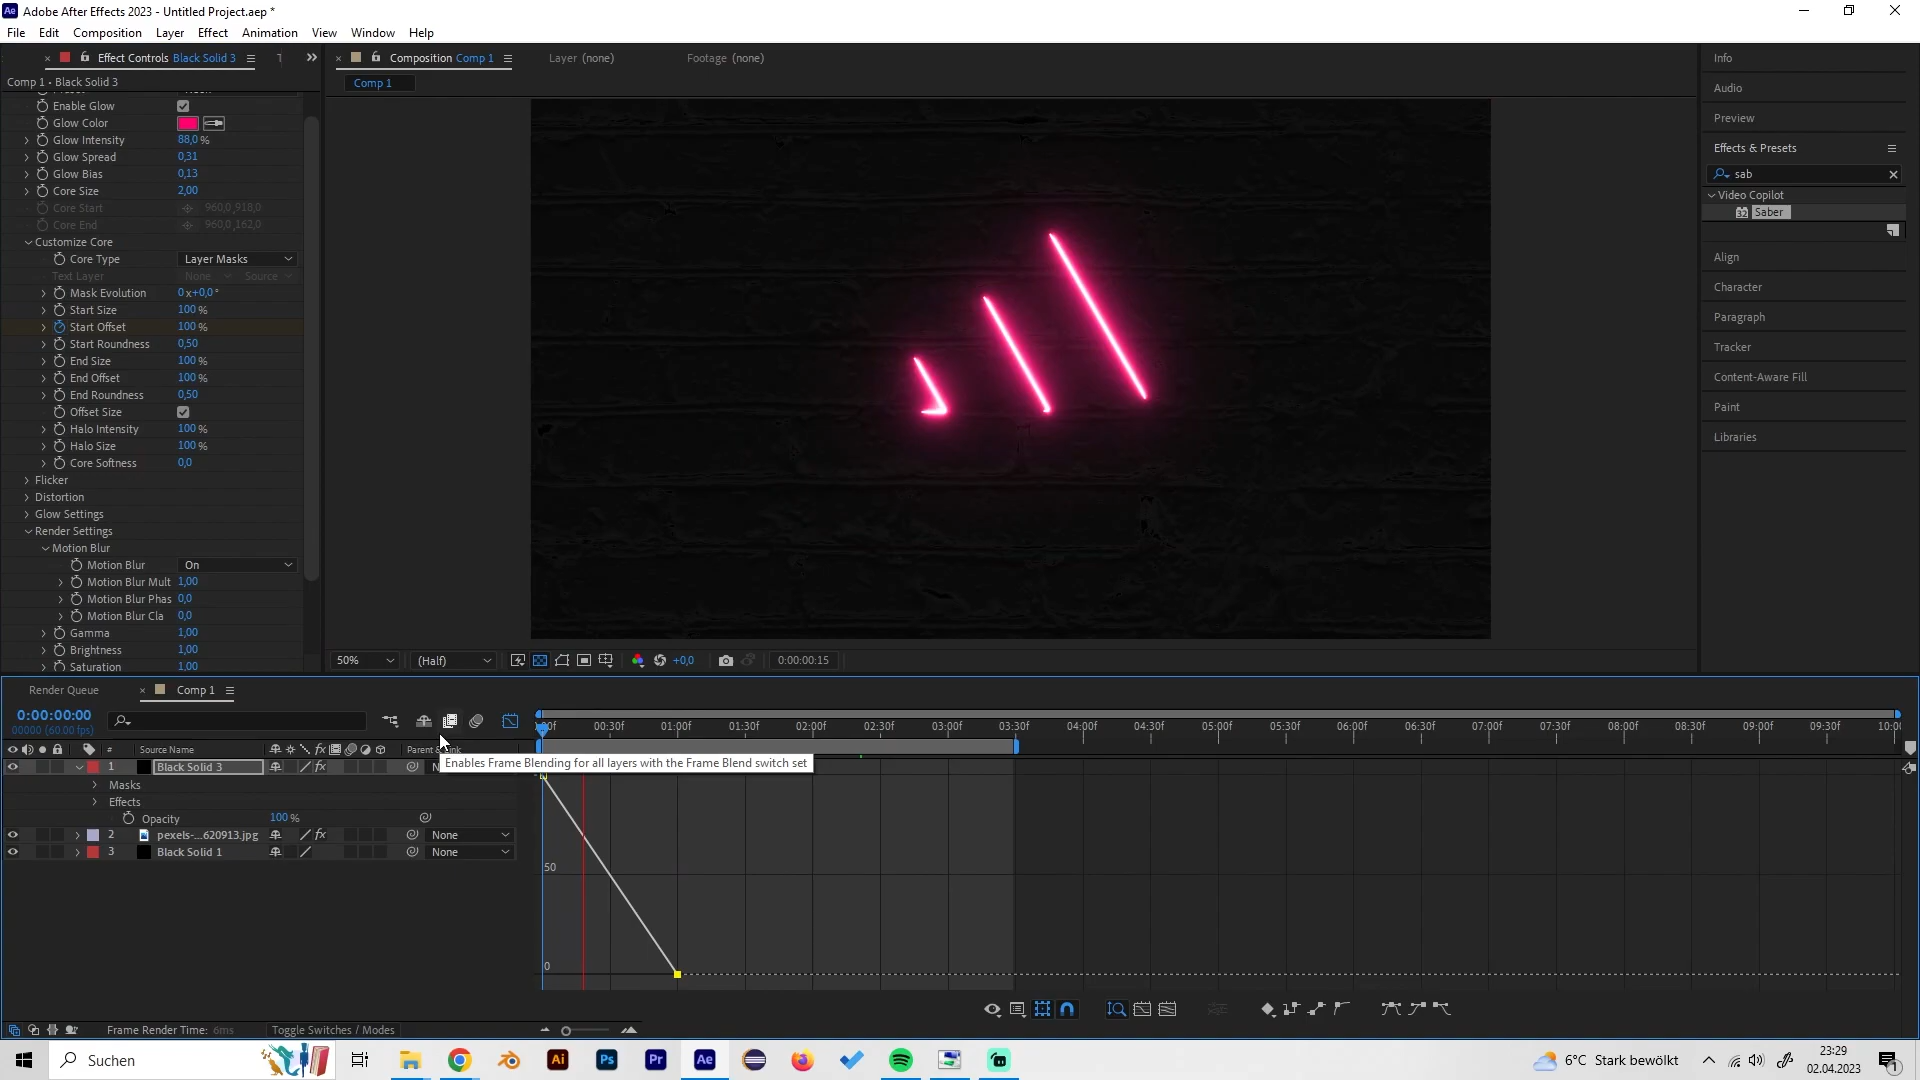 Adobe After Effects 2023 - Untitled Project.aep *
File Edit Composition Layer Effect Animation View Window Help
Effect Controls Black Solid 3
Composition Comp 1
Layer (none)
Footage (none)
Comp 1 • Black Solid 3
Comp 1
Enable Glow
Glow Color
Glow Intensity 88,0 %
Glow Spread 0,31
Glow Bias 0,13
Core Size 2,00
Core Start 960,0 ,918,0
Core End 960,0 ,162,0
Customize Core
Core Type Layer Masks
Text Layer None Source
Mask Evolution 0 x+0,0 °
Start Size 100 %
Start Offset 100 %
Start Roundness 0,50
End Size 100 %
End Offset 100 %
End Roundness 0,50
Offset Size
Halo Intensity 100 %
Halo Size 100 %
Core Softness 0,0
Flicker
Distortion
Glow Settings
Render Settings
Motion Blur
Motion Blur On
Motion Blur Mult 1,00
Motion Blur Phas 0,0
Motion Blur Cla 0,0
Gamma 1,00
Brightness 1,00
Saturation 1,00
50% (Half) +0,0 0:00:00:15
Info
Audio
Preview
Effects & Presets
sab
Video Copilot
32 Saber
Align
Character
Paragraph
Tracker
Content-Aware Fill
Paint
Libraries
Render Queue
Comp 1
0:00:00:00
00000 (60.00 fps)
00:30f 01:00f 01:30f 02:00f 02:30f 03:00f 03:30f 04:00f 04:30f 05:00f 05:30f 06:00f 06:30f 07:00f 07:30f 08:00f 08:30f 09:00f 09:30f 10:0
# Source Name fx
1 Black Solid 3 fx
Enables Frame Blending for all layers with the Frame Blend switch set
Masks
Effects
Opacity 100 %
2 pexels-...620913.jpg fx None
3 Black Solid 1 None
50
0
Frame Render Time: 6ms
Toggle Switches / Modes
Suchen
Ai
Ps
Pr
Ae
6°C Stark bewölkt
23:29
02.04.2023
1